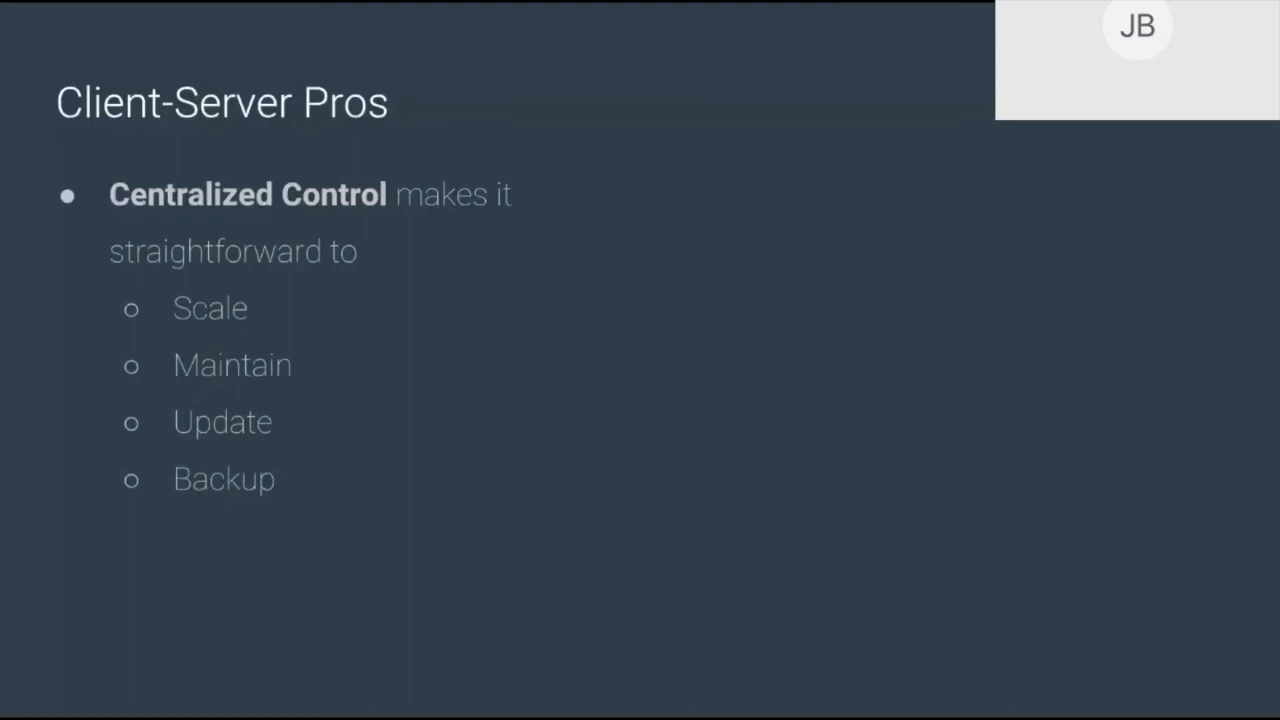 JB
Client-Server Pros
● Centralized Control makes it
straightforward to
○ Scale
○ Maintain
○ Update
○ Backup